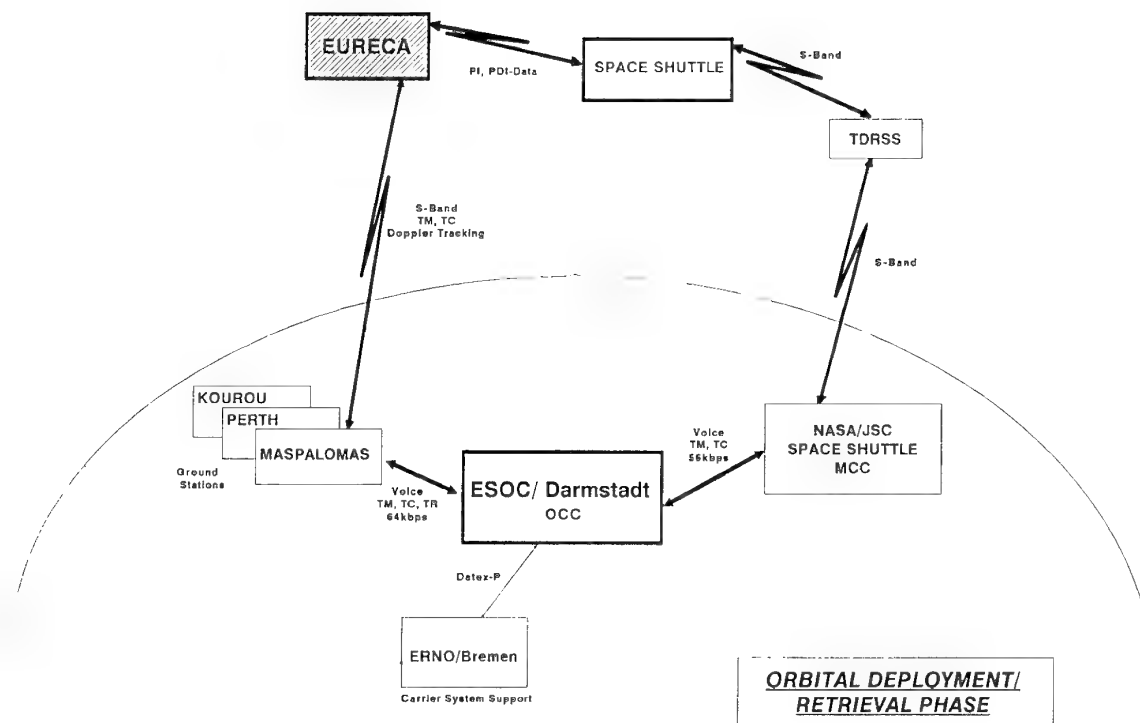 EURECA
PI, PDI-Data
SPACE SHUTTLE
S-Band
TDRSS
S-Band
TM, TC
Doppler Tracking
S-Band
KOUROU
PERTH
MASPALOMAS
Ground
Stations
Voice
TM, TC, TR
64kbps
ESOC/ Darmstadt
OCC
Voice
TM, TC
56kbps
NASA/JSC
SPACE SHUTTLE
MCC
Datex-P
ERNO/Bremen
Carrier System Support
ORBITAL DEPLOYMENT/
RETRIEVAL PHASE